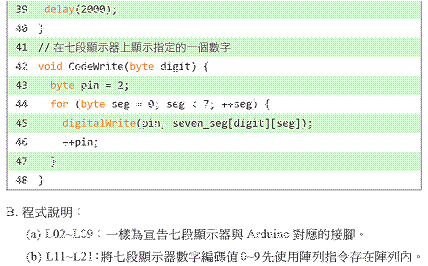 39 delay(2000);
40 }
41 // 在七段顯示器上顯示指定的一個數字
42 void CodeWrite(byte digit) {
43 byte pin = 2;
44 for (byte seg = 0; seg < 7; ++seg) {
45 digitalWrite(pin, seven_seg[digit][seg]);
46 ++pin;
47 }
48 }
B. 程式說明：
(a) L02~L09：一樣為宣告七段顯示器與 Arduino 對應的接腳。
(b) L11~L21：將七段顯示器數字編碼值 0~9 先使用陣列指令存在陣列內。